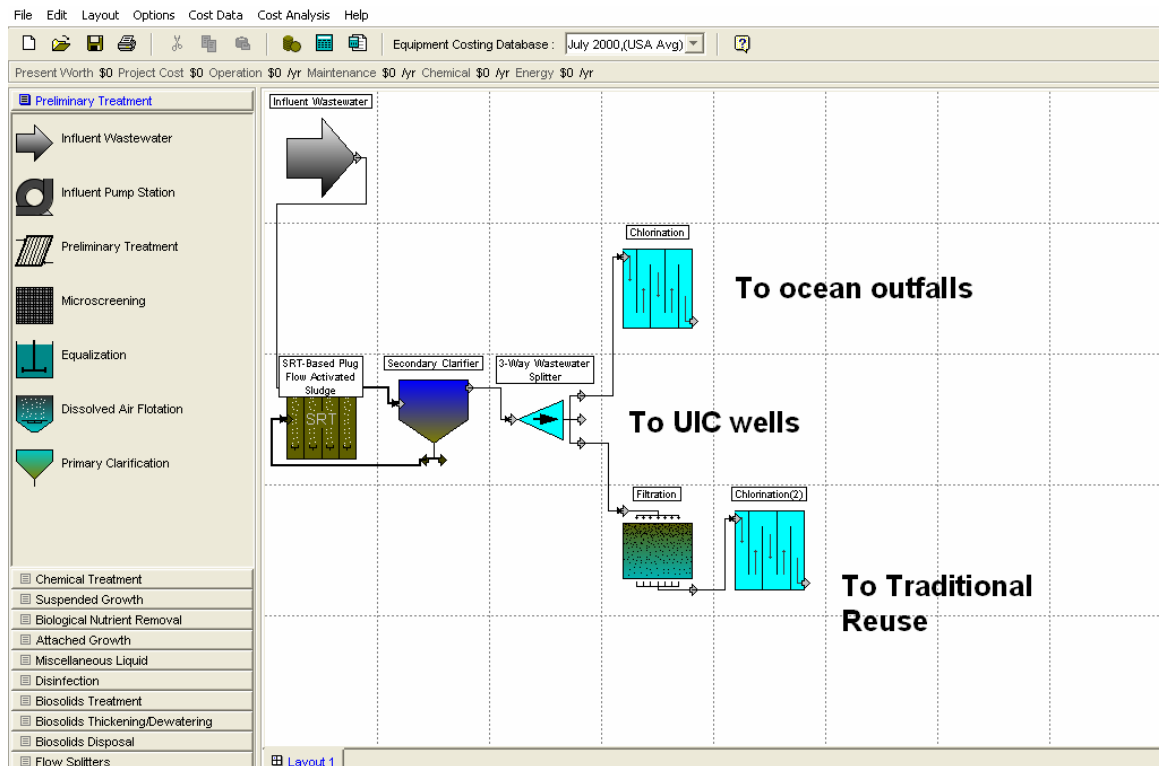 File Edit Layout Options Cost Data Cost Analysis Help
Equipment Costing Database : July 2000,(USA Avg)
Present Worth $0 Project Cost $0 Operation $0 /yr Maintenance $0 /yr Chemical $0 /yr Energy $0 /yr
Preliminary Treatment
Influent Wastewater
Influent Pump Station
Preliminary Treatment
Microscreening
Equalization
Dissolved Air Flotation
Primary Clarification
Chemical Treatment
Suspended Growth
Biological Nutrient Removal
Attached Growth
Miscellaneous Liquid
Disinfection
Biosolids Treatment
Biosolids Thickening/Dewatering
Biosolids Disposal
Flow Splitters
Influent Wastewater
Chlorination
To ocean outfalls
SRT-Based Plug
Flow Activated
Sludge
SRT
Secondary Clarifier
3-Way Wastewater
Splitter
To UIC wells
Filtration
Chlorination(2)
To Traditional
Reuse
Layout 1